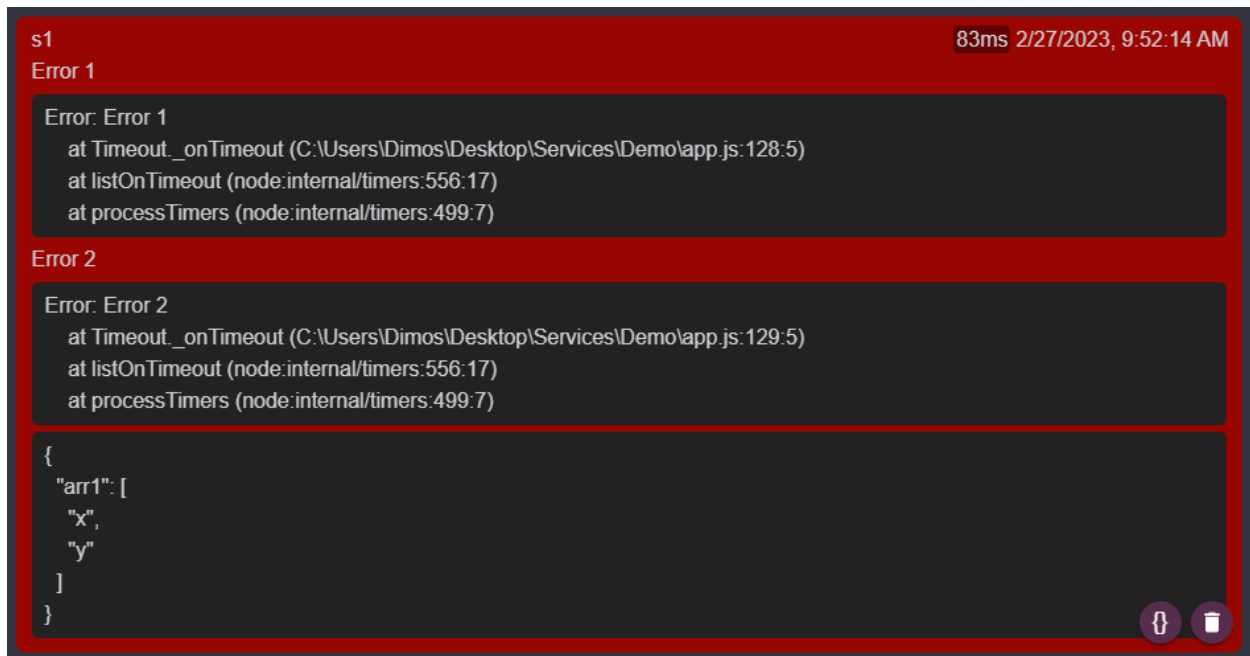 s1
83ms 2/27/2023, 9:52:14 AM
Error 1
Error: Error 1
at Timeout._onTimeout (C:\Users\Dimos\Desktop\Services\Demo\app.js:128:5)
at listOnTimeout (node:internal/timers:556:17)
at processTimers (node:internal/timers:499:7)
Error 2
Error: Error 2
at Timeout._onTimeout (C:\Users\Dimos\Desktop\Services\Demo\app.js:129:5)
at listOnTimeout (node:internal/timers:556:17)
at processTimers (node:internal/timers:499:7)
{
"arr1": [
"x",
"y"
]
}
{}